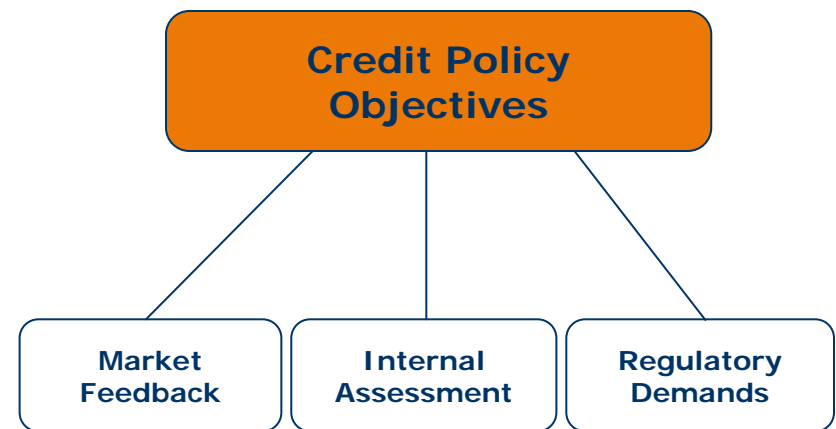 Credit Policy
Objectives
Market
Feedback
Internal
Assessment
Regulatory
Demands